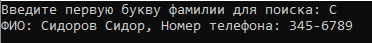 Введите первую букву фамилии для поиска: С
ФИО: Сидоров Сидор, Номер телефона: 345-6789